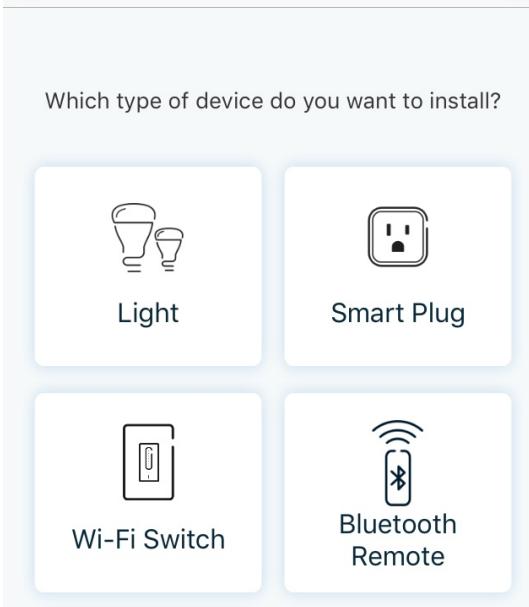 Which type of device do you want to install?
Light
Smart Plug
Wi-Fi Switch
Bluetooth
Remote